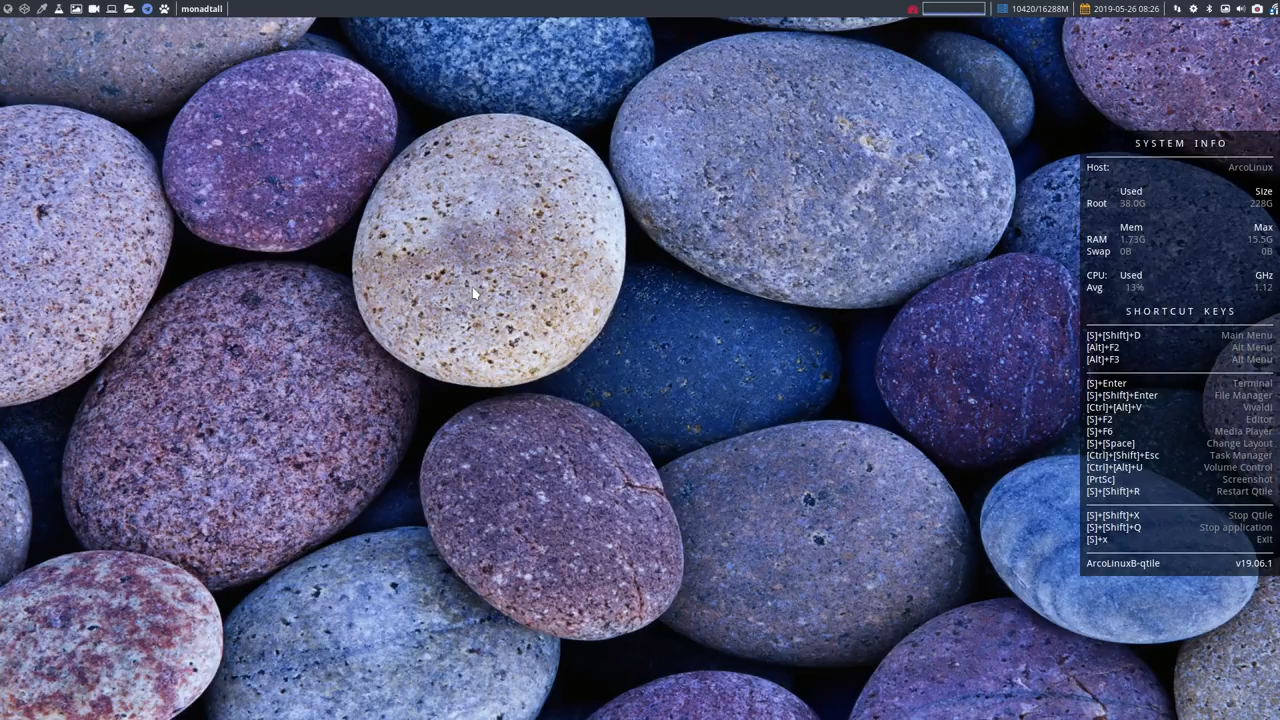 monadtall
10420/16288M
2019-05-26 08:26
SYSTEM INFO
Host: ArcoLinux
Used Size
Root 38.0G 228G
Mem Max
RAM 1.73G 15.5G
Swap 0B 0B
CPU: Used GHz
Avg 13% 1.12
SHORTCUT KEYS
[S]+[Shift]+D Main Menu
[Alt]+F2 Alt Menu
[Alt]+F3 Alt Menu
[S]+Enter Terminal
[S]+[Shift]+Enter File Manager
[Ctrl]+[Alt]+V Vivaldi
[S]+F2 Editor
[S]+F6 Media Player
[S]+[Space] Change Layout
[Ctrl]+[Shift]+Esc Task Manager
[Ctrl]+[Alt]+U Volume Control
[PrtSc] Screenshot
[S]+[Shift]+R Restart Qtile
[S]+[Shift]+X Stop Qtile
[S]+[Shift]+Q Stop application
[S]+x Exit
ArcoLinuxB-qtile v19.06.1